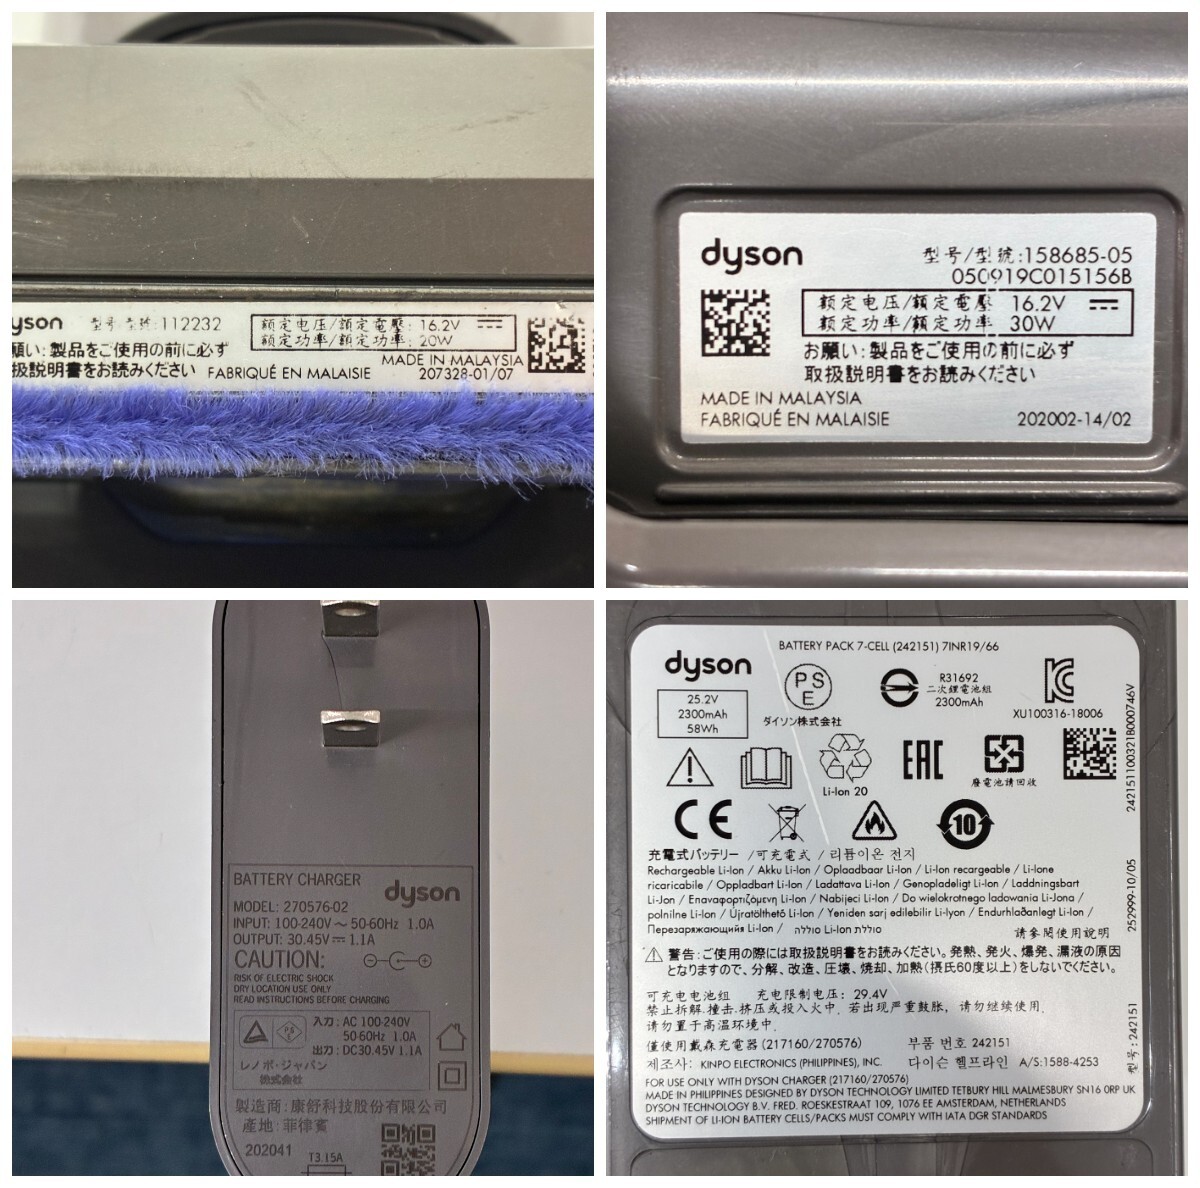 yson 型号/型號:112232
額定电压/額定電壓: 16.2V
額定功率/額定功率: 20W
願い:製品をご使用の前に必ず
扱説明書をお読みください FABRIQUÉ EN MALAISIE
MADE IN MALAYSIA
207328-01/07
dyson
型号/型號:158685-05
050919C015156B
额定电压/額定電壓 16.2V
额定功率/額定功率 30W
お願い:製品をご使用の前に必ず
取扱説明書をお読みください
MADE IN MALAYSIA
FABRIQUÉ EN MALAISIE 202002-14/02
BATTERY CHARGER
dyson
MODEL: 270576-02
INPUT: 100-240V ~ 50-60Hz 1.0A
OUTPUT: 30.45V 1.1A
CAUTION:
RISK OF ELECTRIC SHOCK
DRY LOCATION USE ONLY
READ INSTRUCTIONS BEFORE CHARGING
入力: AC 100-240V
50-60Hz 1.0A
出力: DC30.45V 1.1A
レノボ・ジャパン
株式会社
製造商: 康舒科技股份有限公司
產地: 菲律賓
202041
T3.15A
BATTERY PACK 7-CELL (242151) 7INR19/66
dyson
25.2V
2300mAh
58Wh
PS
E
ダイソン株式会社
R31692
二次鋰電池組
2300mAh
XU100316-18006
Li-Ion 20
EAC
廢電池請回收
CE
10
242151100321B000746V
252999-10/05
型号: 242151
充電式バッテリー /可充電式 / 리튬이온 전지
Rechargeable Li-Ion / Akku Li-Ion / Oplaadbaar Li-Ion / Li-Ion recargeable / Li-Ione
ricaricabile / Oppladbart Li-Ion / Ladattava Li-Ion / Genopladeligt Li-Ion / Laddningsbart
Li-Jon / Επαναφορτιζόμενη Li-Ion / Nabijeci Li-Ion / Do wielokrotnego ladowania Li-Jona /
polnilne Li-Ion / Újratölthető Li-Ion / Yeniden sarj edilebilir Li-Iyon / Endurhlaðanlegt Li-Ion /
Перезаряжающийя Li-Ion / סוללת Li-Ion סוללה
請參閱使用說明
警告:ご使用の際には取扱説明書をお読みください。発熱、発火、爆発、漏液の原因
となりますので、分解、改造、圧壊、焼却、加熱(摂氏60度以上)をしないでください。
可充电电池组 充电限制电压: 29.4V
禁止拆解.撞击.挤压或投入火中. 若出现严重鼓胀, 请勿继续使用.
请勿置于高温环境中.
僅使用戴森充電器(217160/270576) 부품 번호 242151
제조사: KINPO ELECTRONICS (PHILIPPINES), INC. 다이슨 헬프라인 A/S:1588-4253
FOR USE ONLY WITH DYSON CHARGER (217160/270576)
MADE IN PHILIPPINES DESIGNED BY DYSON TECHNOLOGY LIMITED TETBURY HILL MALMESBURY SN16 0RP UK
DYSON TECHNOLOGY B.V. FRED. ROESKESTRAAT 109, 1076 EE AMSTERDAM, NETHERLANDS
SHIPMENT OF LI-ION BATTERY CELLS/PACKS MUST COMPLY WITH IATA DGR STANDARDS